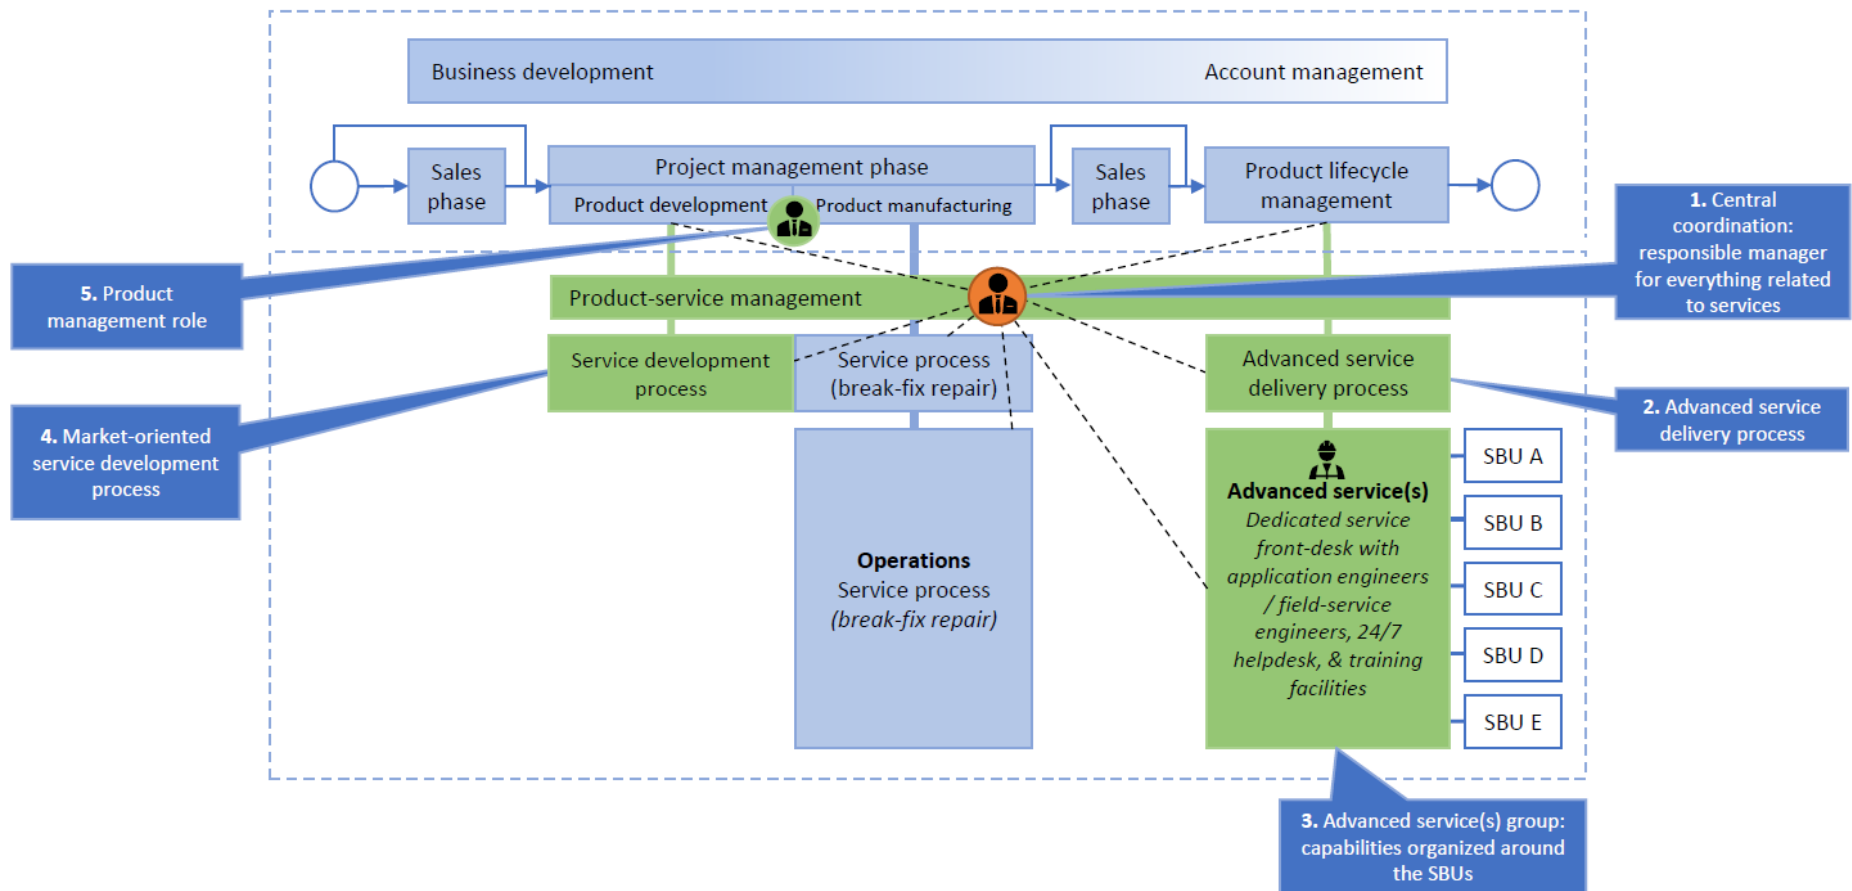 Business development
Account management
Sales
phase
Project management phase
Product development
Product manufacturing
Sales
phase
Product lifecycle
management
1. Central
coordination:
responsible manager
for everything related
to services
5. Product
management role
Product-service management
Service development
process
Service process
(break-fix repair)
Advanced service
delivery process
2. Advanced service
delivery process
4. Market-oriented
service development
process
Operations
Service process
(break-fix repair)
Advanced service(s)
Dedicated service
front-desk with
application engineers
/ field-service
engineers, 24/7
helpdesk, & training
facilities
SBU A
SBU B
SBU C
SBU D
SBU E
3. Advanced service(s) group:
capabilities organized around
the SBUs